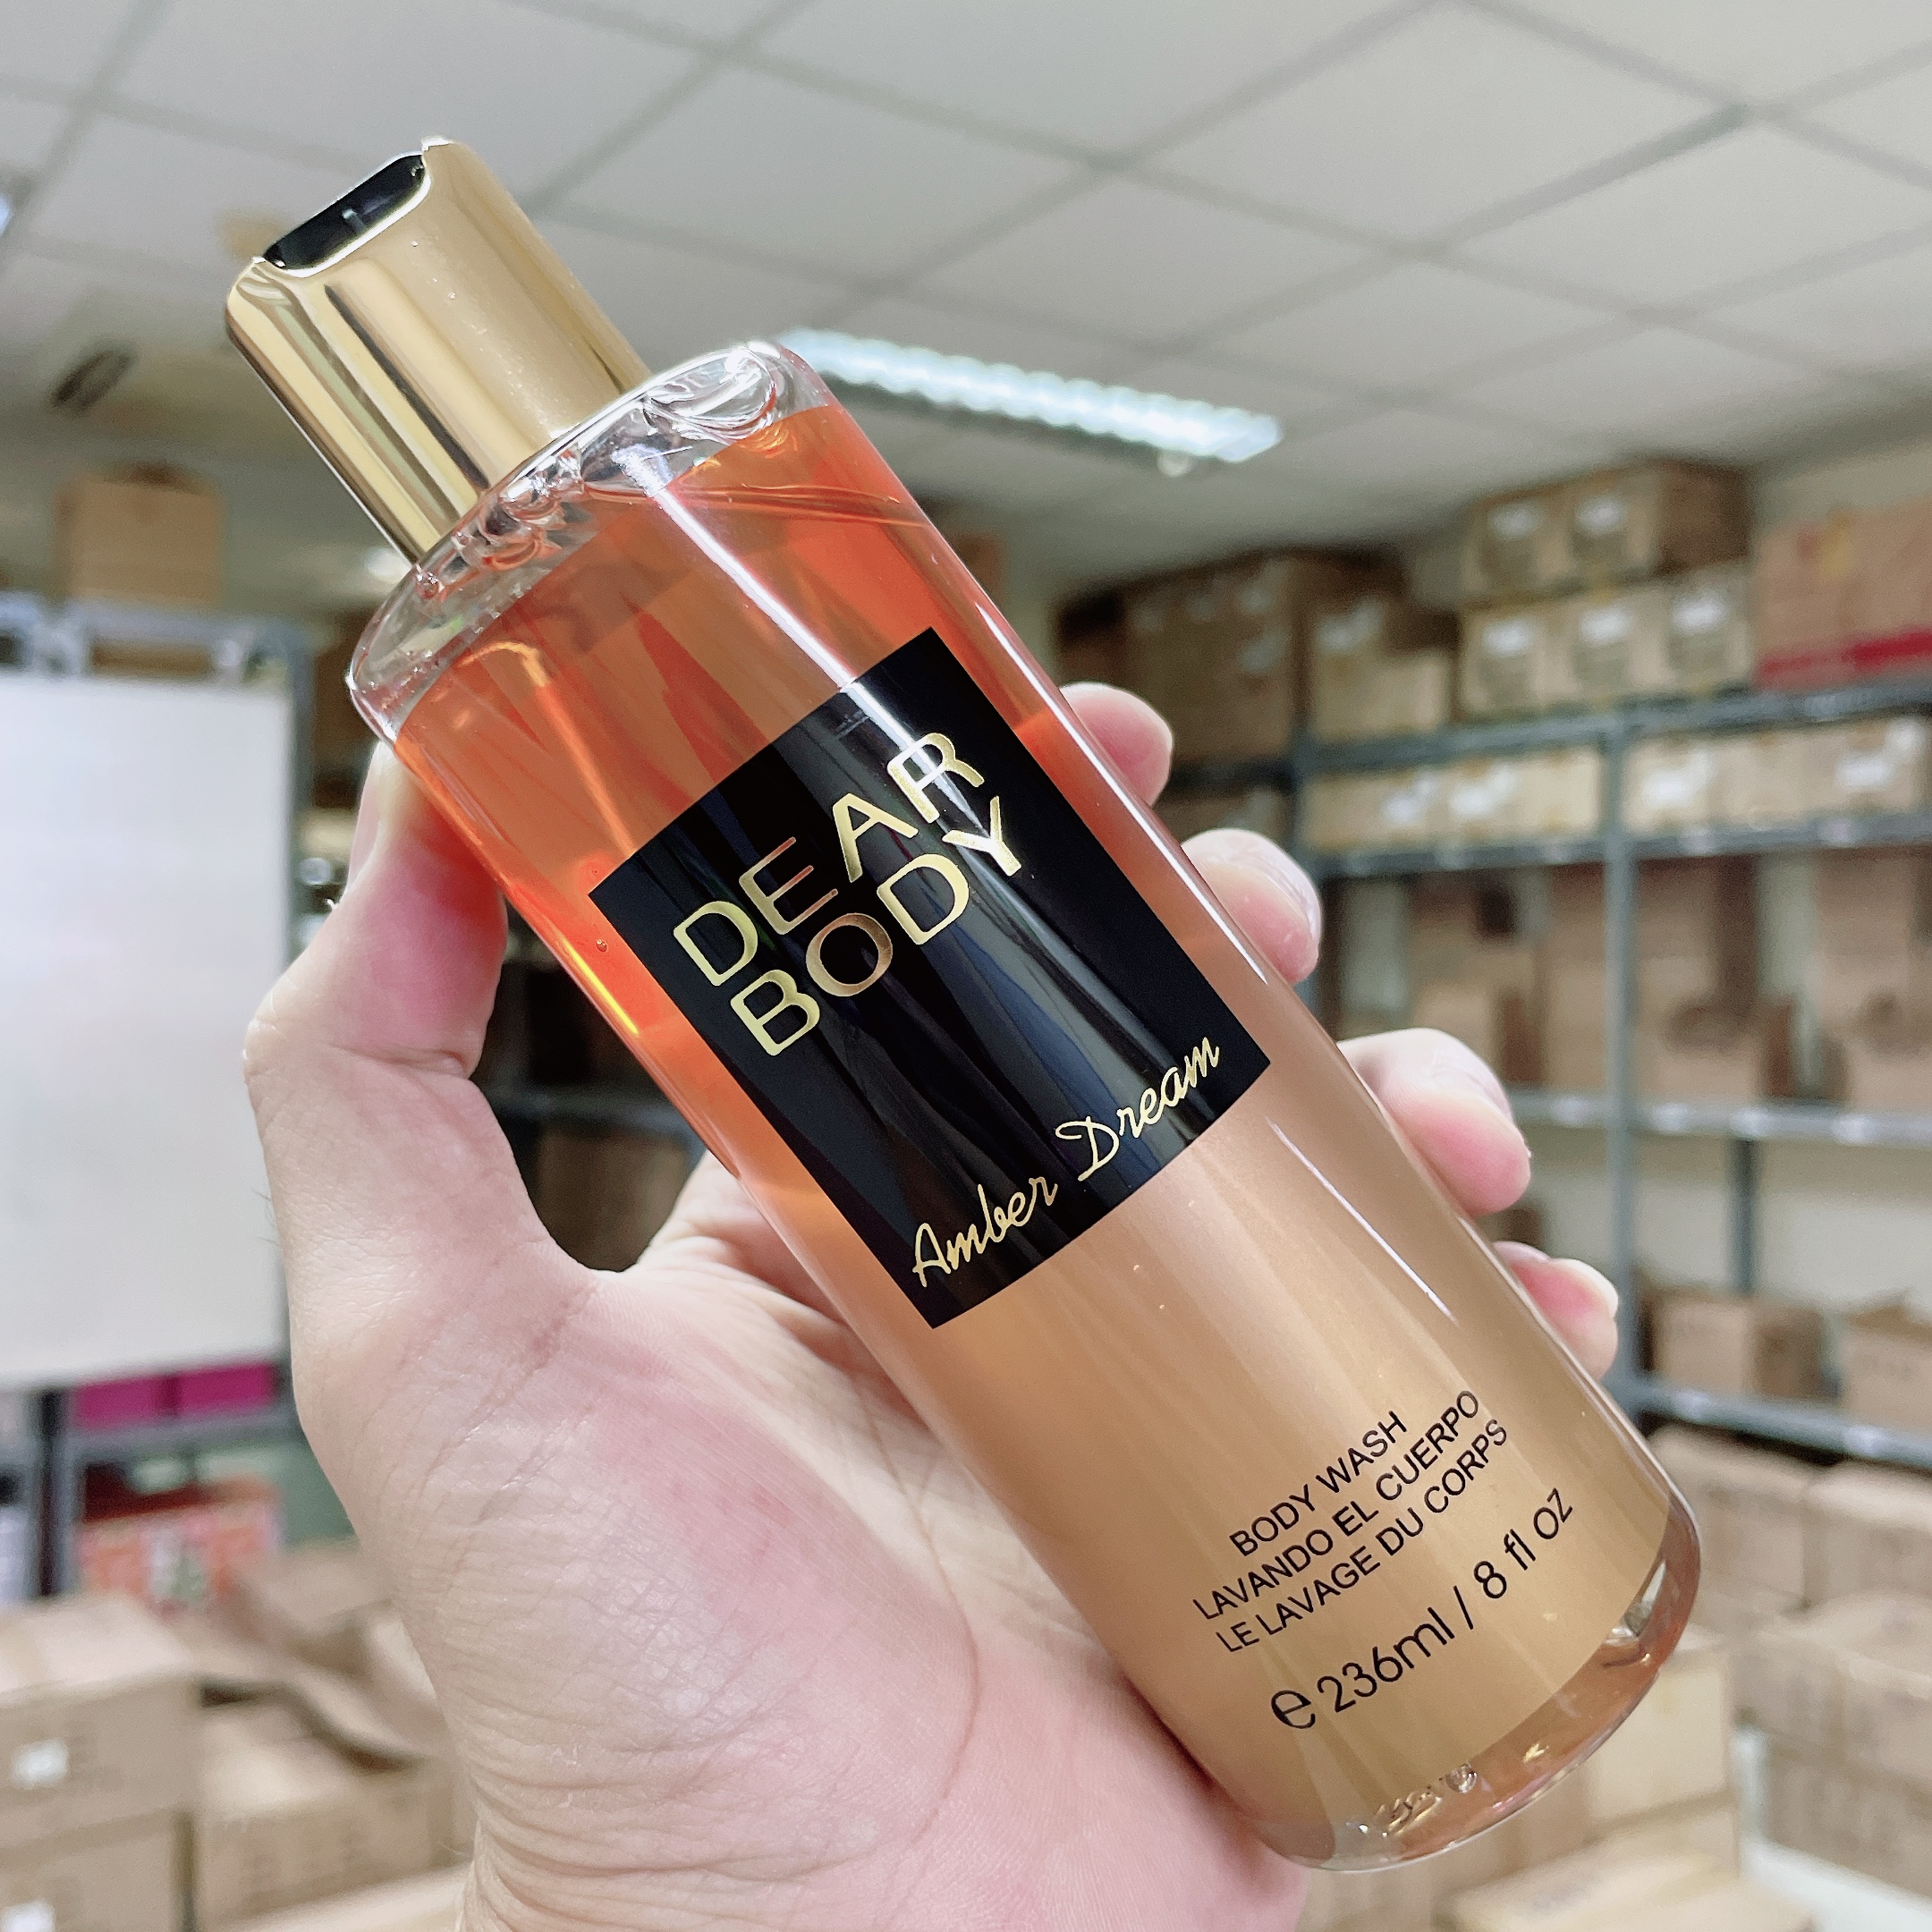 DEAR
BODY
Amber Dream
BODY WASH
LAVANDO EL CUERPO
LE LAVAGE DU CORPS
℮ 236ml / 8 fl oz